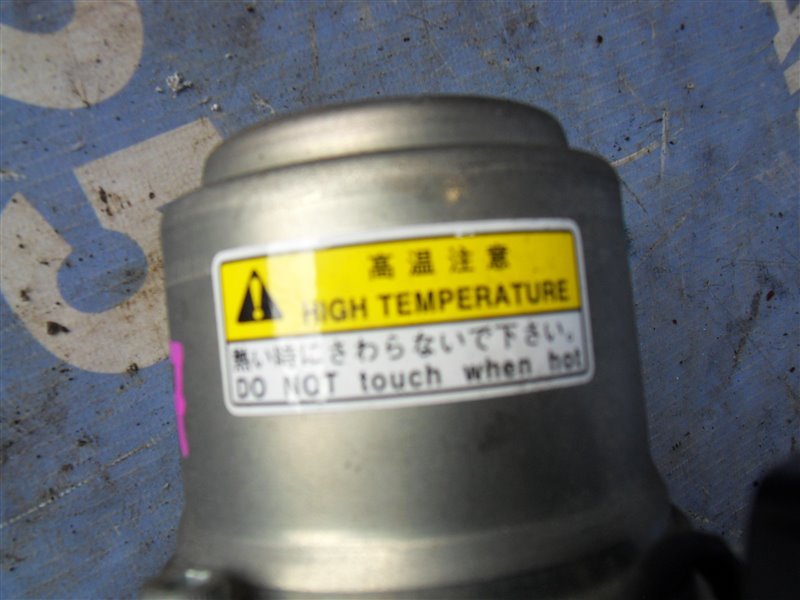 高温注意
HIGH TEMPERATURE
熱い時にさわらないで下さい。
DO NOT touch when hot